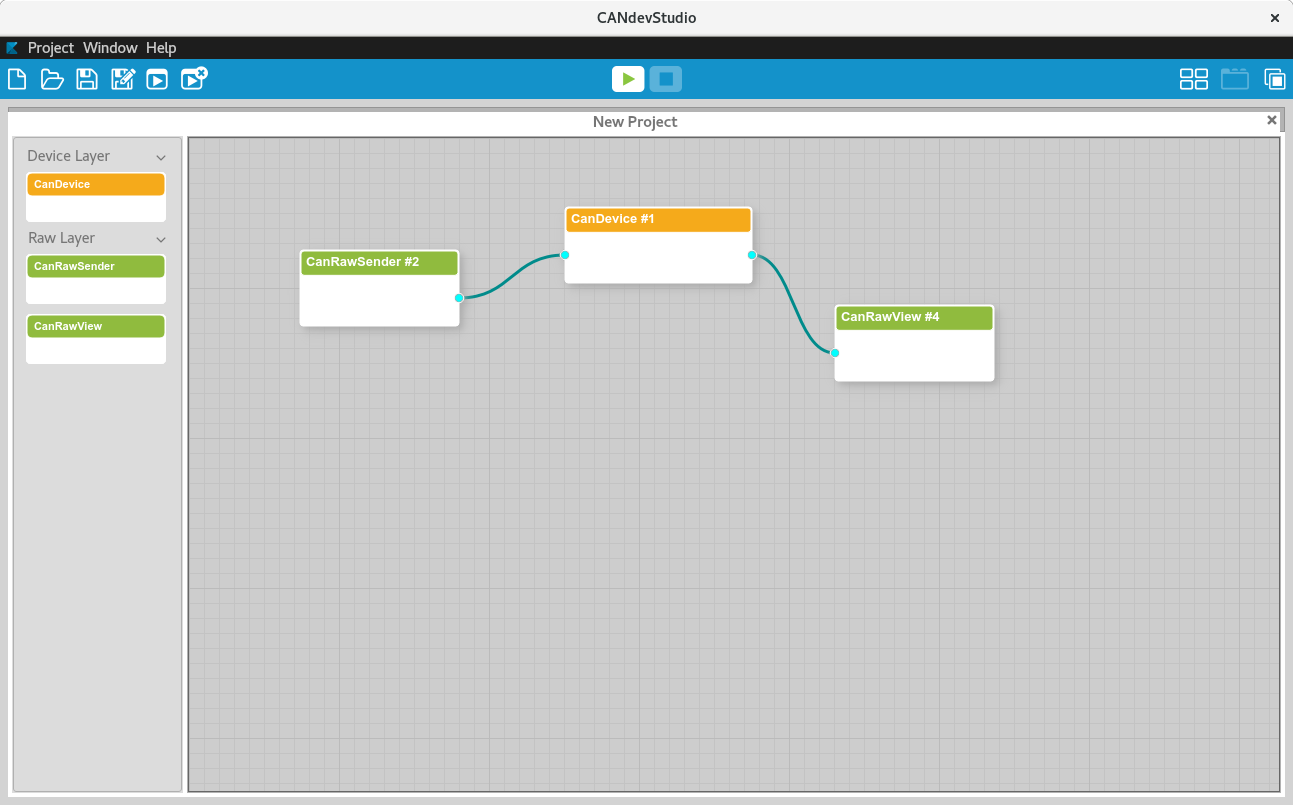 CANdevStudio
Project Window Help
New Project
Device Layer
CanDevice
Raw Layer
CanRawSender
CanRawView
CanDevice #1
CanRawSender #2
CanRawView #4